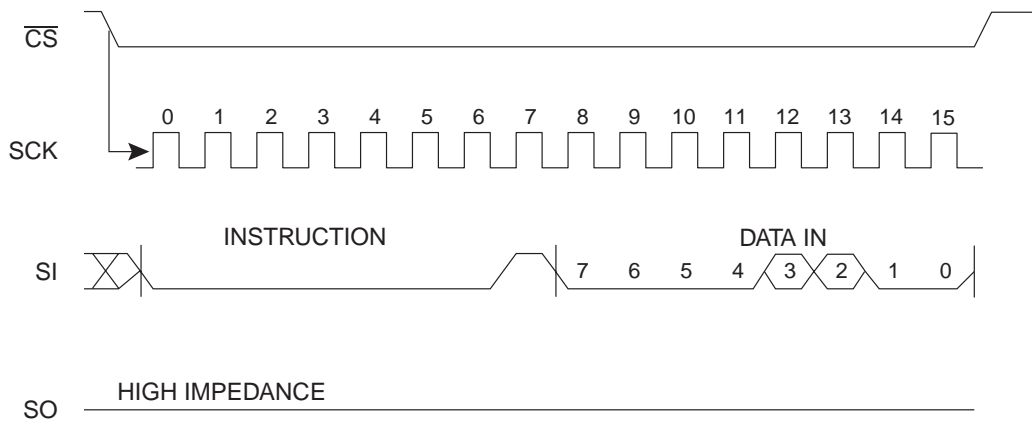 CS
0 1 2 3 4 5 6 7 8 9 10 11 12 13 14 15
SCK
INSTRUCTION DATA IN
SI 7 6 5 4 3 2 1 0
HIGH IMPEDANCE
SO